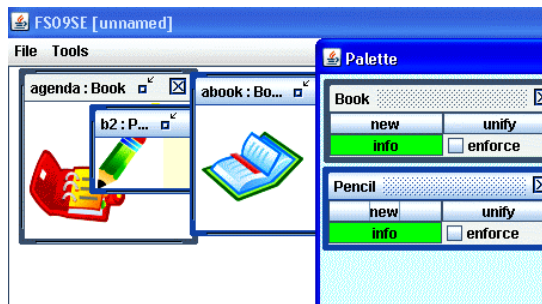 FS09SE [unnamed]
File Tools
Palette
agenda : Book
abook : Bo...
b2 : P...
Book
new unify
info enforce
Pencil
new unify
info enforce